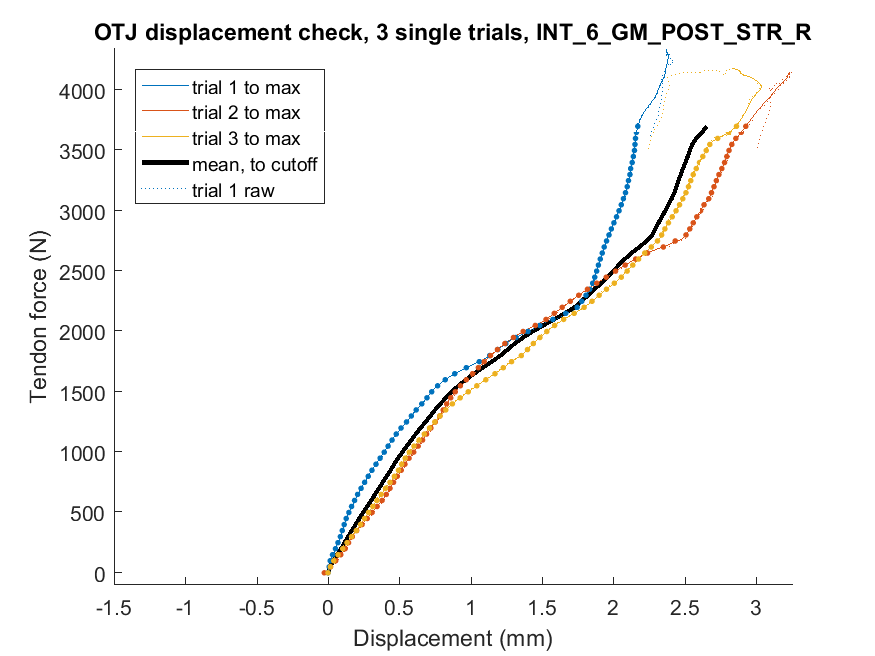 OTJ displacement check, 3 single trials, INT_6_GM_POST_STR_R
trial 1 to max
trial 2 to max
trial 3 to max
mean, to cutoff
trial 1 raw
4000
3500
3000
2500
2000
1500
1000
500
0
Tendon force (N)
-1.5
-1
-0.5
0
0.5
1
1.5
2
2.5
3
Displacement (mm)